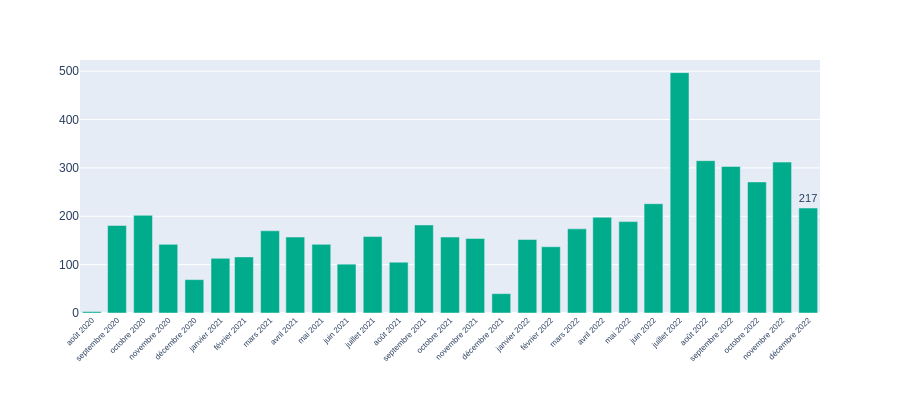 500
400
300
200
100
0
217
août 2020
septembre 2020
octobre 2020
novembre 2020
décembre 2020
janvier 2021
février 2021
mars 2021
avril 2021
mai 2021
juin 2021
juillet 2021
août 2021
septembre 2021
octobre 2021
novembre 2021
décembre 2021
janvier 2022
février 2022
mars 2022
avril 2022
mai 2022
juin 2022
juillet 2022
août 2022
septembre 2022
octobre 2022
novembre 2022
décembre 2022